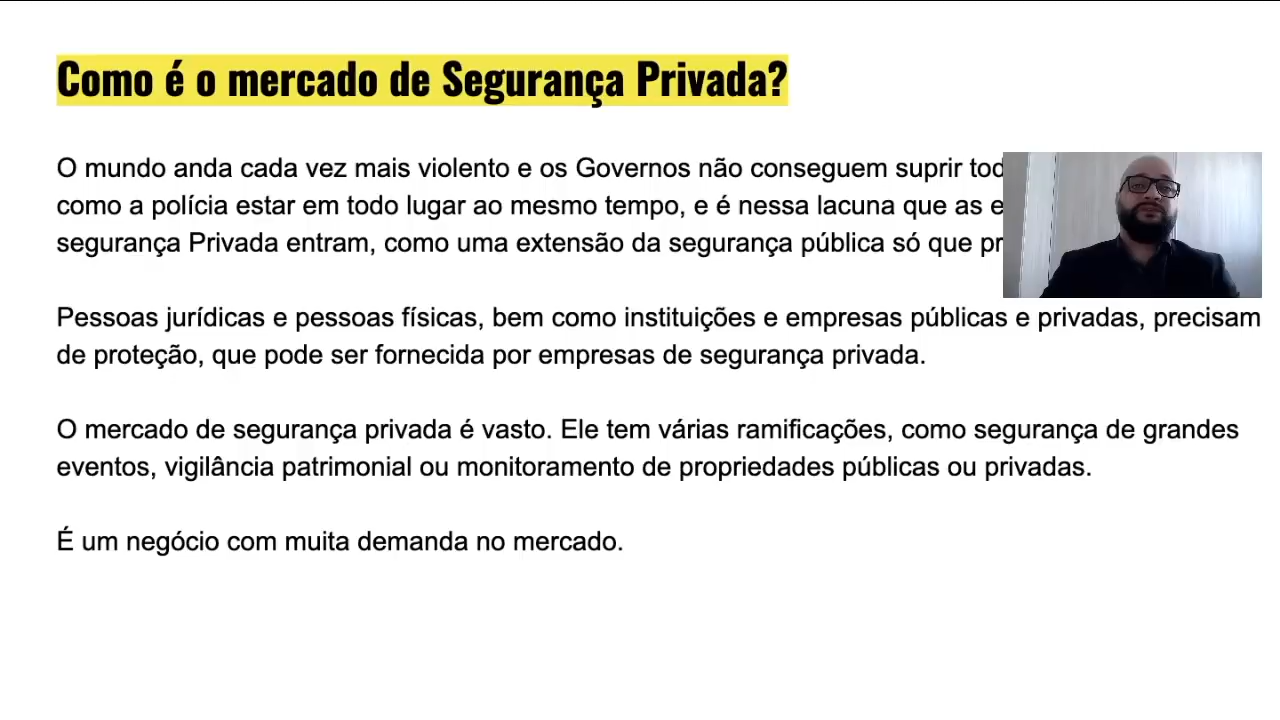 Como é o mercado de Segurança Privada?
O mundo anda cada vez mais violento e os Governos não conseguem suprir
como a polícia estar em todo lugar ao mesmo tempo, e é nessa lacuna que as
segurança Privada entram, como uma extensão da segurança pública só que
Pessoas jurídicas e pessoas físicas, bem como instituições e empresas públicas e privadas, precisam
de proteção, que pode ser fornecida por empresas de segurança privada.
O mercado de segurança privada é vasto. Ele tem várias ramificações, como segurança de grandes
eventos, vigilância patrimonial ou monitoramento de propriedades públicas ou privadas.
É um negócio com muita demanda no mercado.